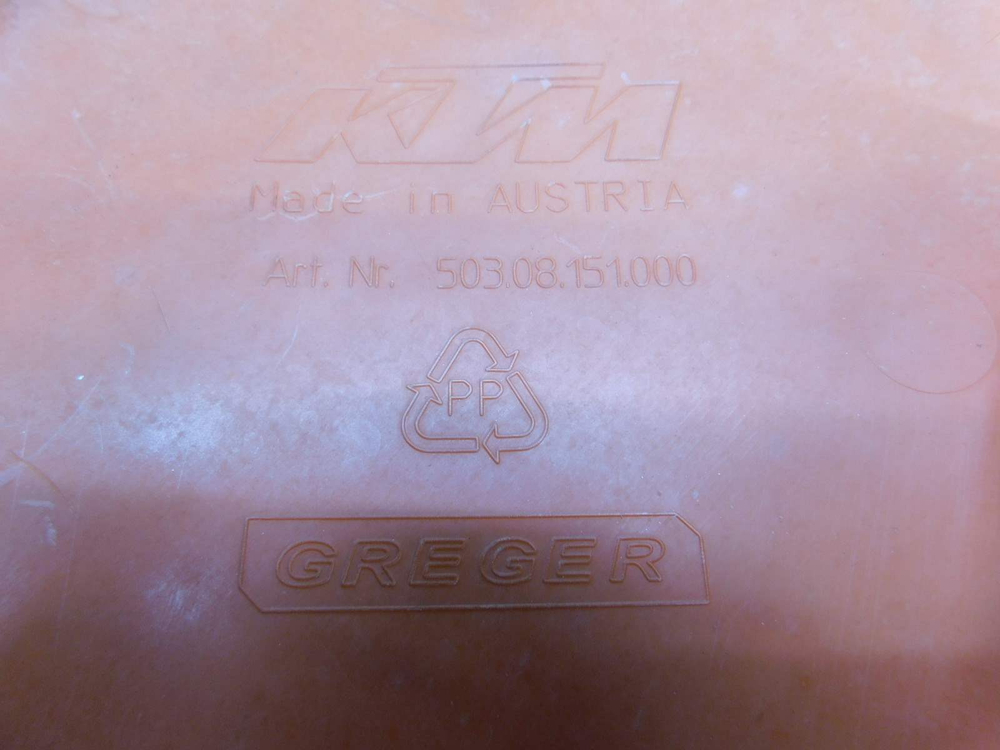 KTM
Made in AUSTRIA
Art. Nr. 503.08.151.000
PP
GREGER